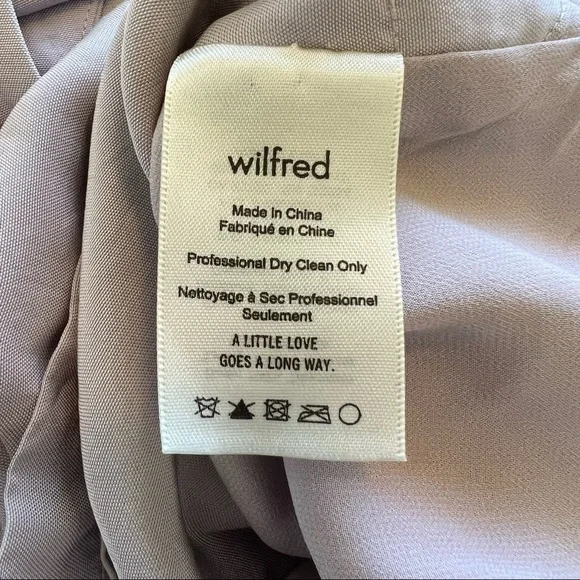 wilfred
Made in China
Fabriqué en Chine
Professional Dry Clean Only
Nettoyage à Sec Professionnel
Seulement
A LITTLE LOVE
GOES A LONG WAY.